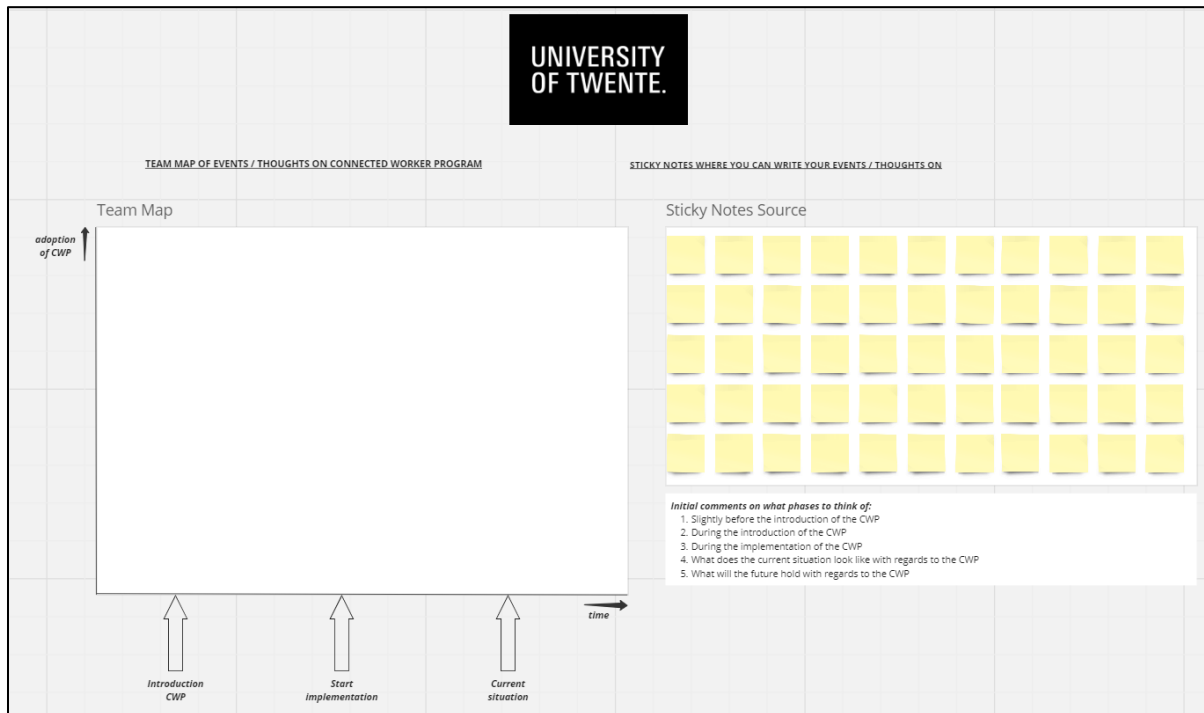 UNIVERSITY
OF TWENTE.
TEAM MAP OF EVENTS / THOUGHTS ON CONNECTED WORKER PROGRAM
STICKY NOTES WHERE YOU CAN WRITE YOUR EVENTS / THOUGHTS ON
Team Map
adoption
of CWP
time
Introduction
CWP
Start
implementation
Current
situation
Sticky Notes Source
Initial comments on what phases to think of:
1. Slightly before the introduction of the CWP
2. During the introduction of the CWP
3. During the implementation of the CWP
4. What does the current situation look like with regards to the CWP
5. What will the future hold with regards to the CWP